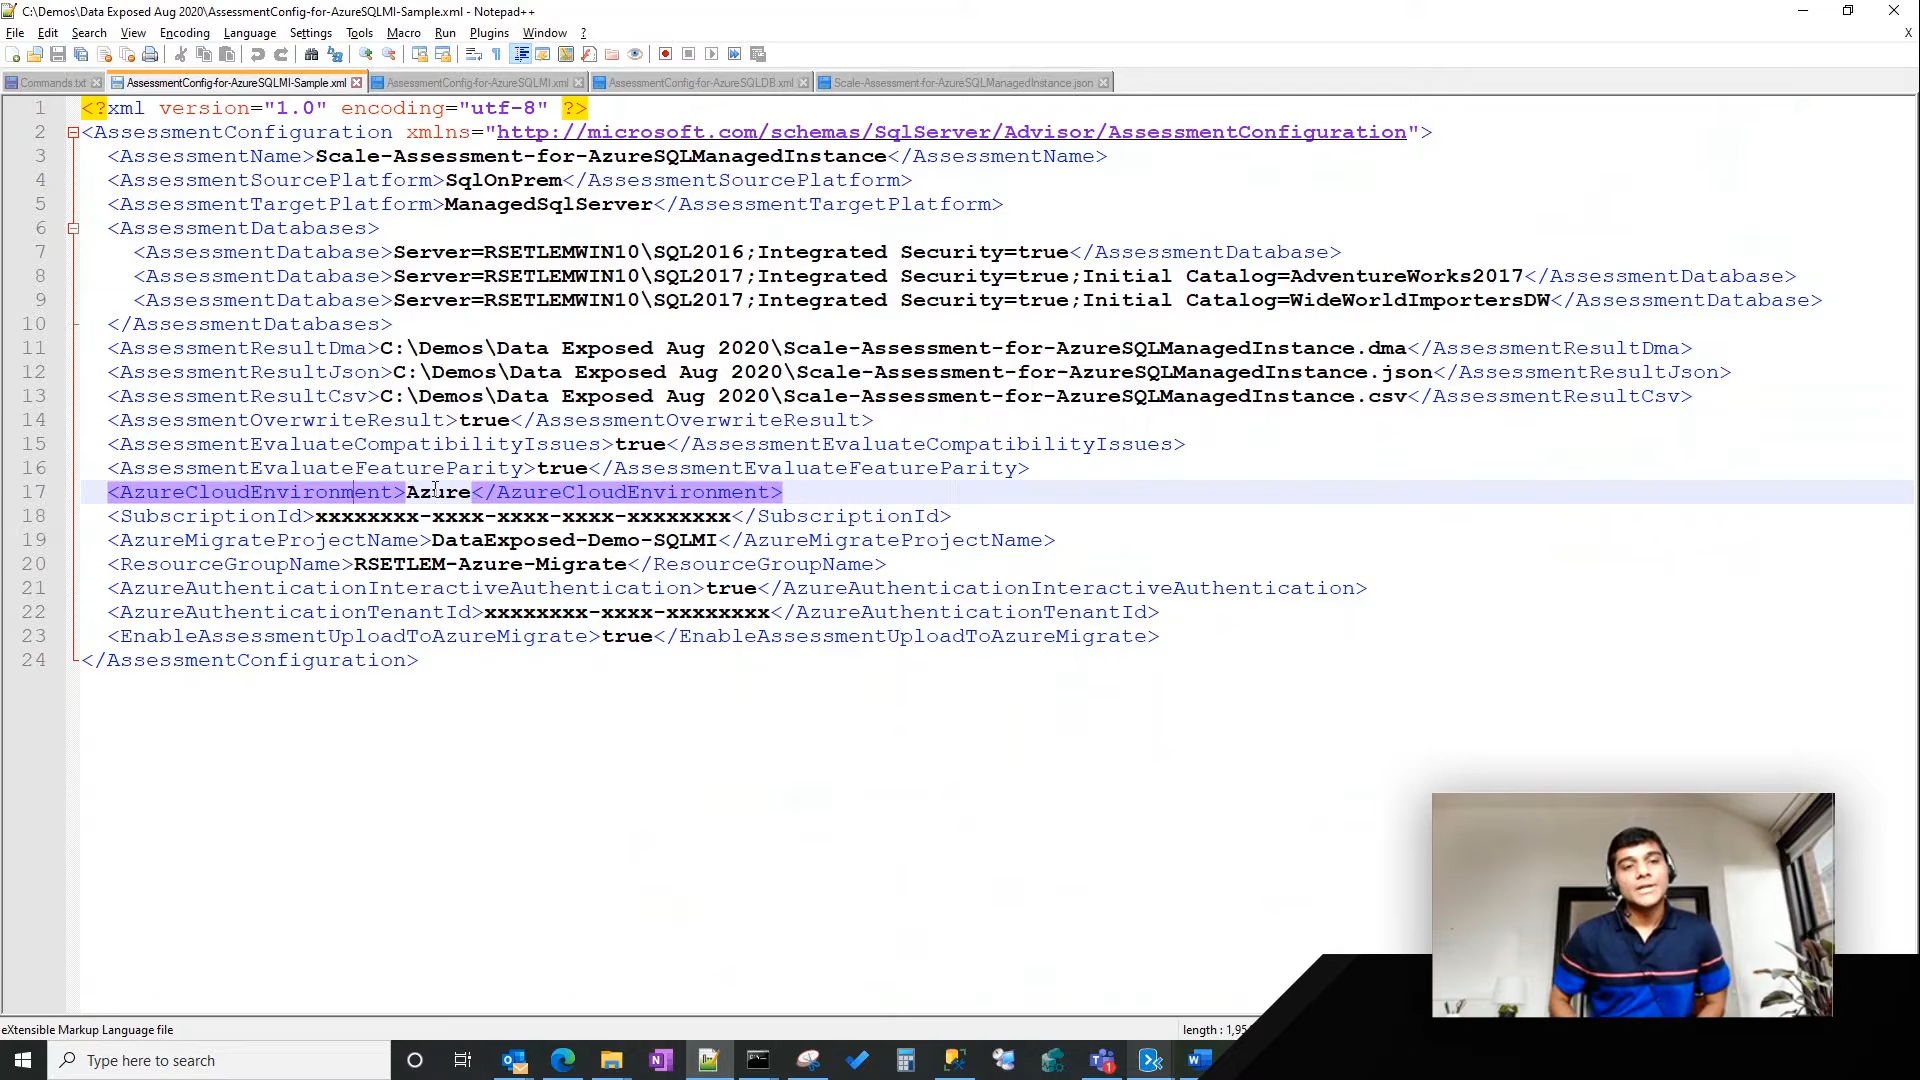 C:\Demos\Data Exposed Aug 2020\AssessmentConfig-for-AzureSQLMI-Sample.xml - Notepad++
File Edit Search View Encoding Language Settings Tools Macro Run Plugins Window ? X
Commands.txt AssessmentConfig-for-AzureSQLMI-Sample.xml AssessmentConfig-for-AzureSQLMI.xml AssessmentConfig-for-AzureSQLDB.xml Scale-Assessment-for-AzureSQLManagedInstance.json
1 <?xml version="1.0" encoding="utf-8" ?>
2 <AssessmentConfiguration xmlns="http://microsoft.com/schemas/SqlServer/Advisor/AssessmentConfiguration">
3 <AssessmentName>Scale-Assessment-for-AzureSQLManagedInstance</AssessmentName>
4 <AssessmentSourcePlatform>SqlOnPrem</AssessmentSourcePlatform>
5 <AssessmentTargetPlatform>ManagedSqlServer</AssessmentTargetPlatform>
6 <AssessmentDatabases>
7 <AssessmentDatabase>Server=RSETLEMWIN10\SQL2016;Integrated Security=true</AssessmentDatabase>
8 <AssessmentDatabase>Server=RSETLEMWIN10\SQL2017;Integrated Security=true;Initial Catalog=AdventureWorks2017</AssessmentDatabase>
9 <AssessmentDatabase>Server=RSETLEMWIN10\SQL2017;Integrated Security=true;Initial Catalog=WideWorldImportersDW</AssessmentDatabase>
10 </AssessmentDatabases>
11 <AssessmentResultDma>C:\Demos\Data Exposed Aug 2020\Scale-Assessment-for-AzureSQLManagedInstance.dma</AssessmentResultDma>
12 <AssessmentResultJson>C:\Demos\Data Exposed Aug 2020\Scale-Assessment-for-AzureSQLManagedInstance.json</AssessmentResultJson>
13 <AssessmentResultCsv>C:\Demos\Data Exposed Aug 2020\Scale-Assessment-for-AzureSQLManagedInstance.csv</AssessmentResultCsv>
14 <AssessmentOverwriteResult>true</AssessmentOverwriteResult>
15 <AssessmentEvaluateCompatibilityIssues>true</AssessmentEvaluateCompatibilityIssues>
16 <AssessmentEvaluateFeatureParity>true</AssessmentEvaluateFeatureParity>
17 <AzureCloudEnvironment>Azure</AzureCloudEnvironment>
18 <SubscriptionId>xxxxxxxx-xxxx-xxxx-xxxx-xxxxxxxx</SubscriptionId>
19 <AzureMigrateProjectName>DataExposed-Demo-SQLMI</AzureMigrateProjectName>
20 <ResourceGroupName>RSETLEM-Azure-Migrate</ResourceGroupName>
21 <AzureAuthenticationInteractiveAuthentication>true</AzureAuthenticationInteractiveAuthentication>
22 <AzureAuthenticationTenantId>xxxxxxxx-xxxx-xxxxxxxx</AzureAuthenticationTenantId>
23 <EnableAssessmentUploadToAzureMigrate>true</EnableAssessmentUploadToAzureMigrate>
24 </AssessmentConfiguration>
eXtensible Markup Language file length : 1,95
Type here to search